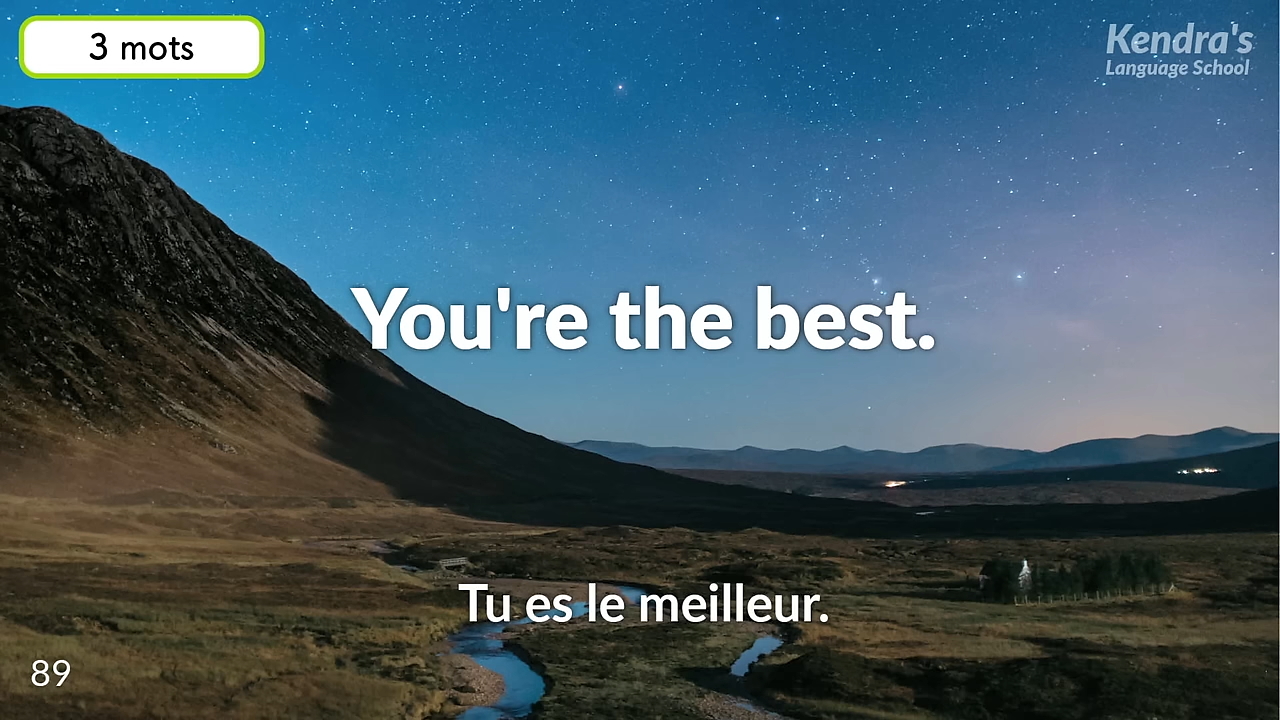 3 mots
Kendra's
Language School
You're the best.
Tu es le meilleur.
89